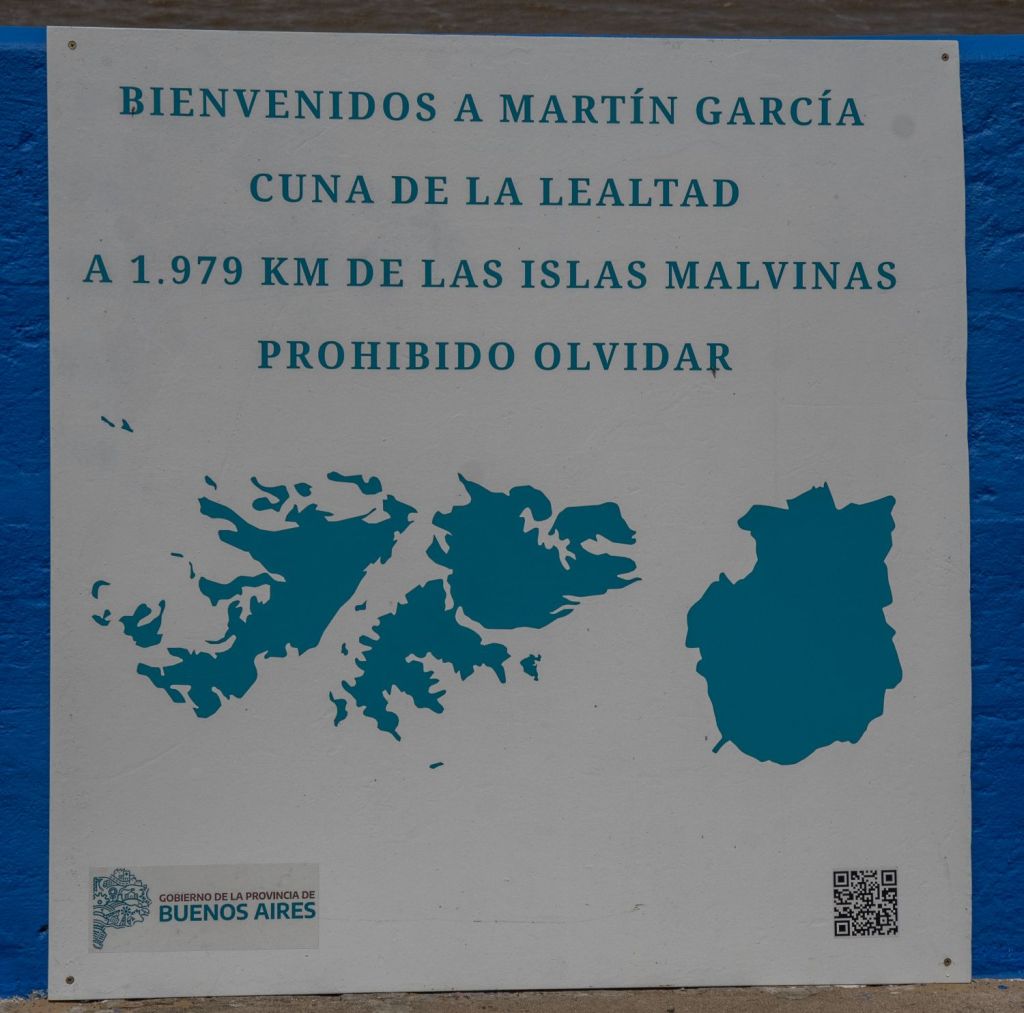 BIENVENIDOS A MARTÍN GARCÍA
CUNA DE LA LEALTAD
A 1.979 KM DE LAS ISLAS MALVINAS
PROHIBIDO OLVIDAR
GOBIERNO DE LA PROVINCIA DE
BUENOS AIRES